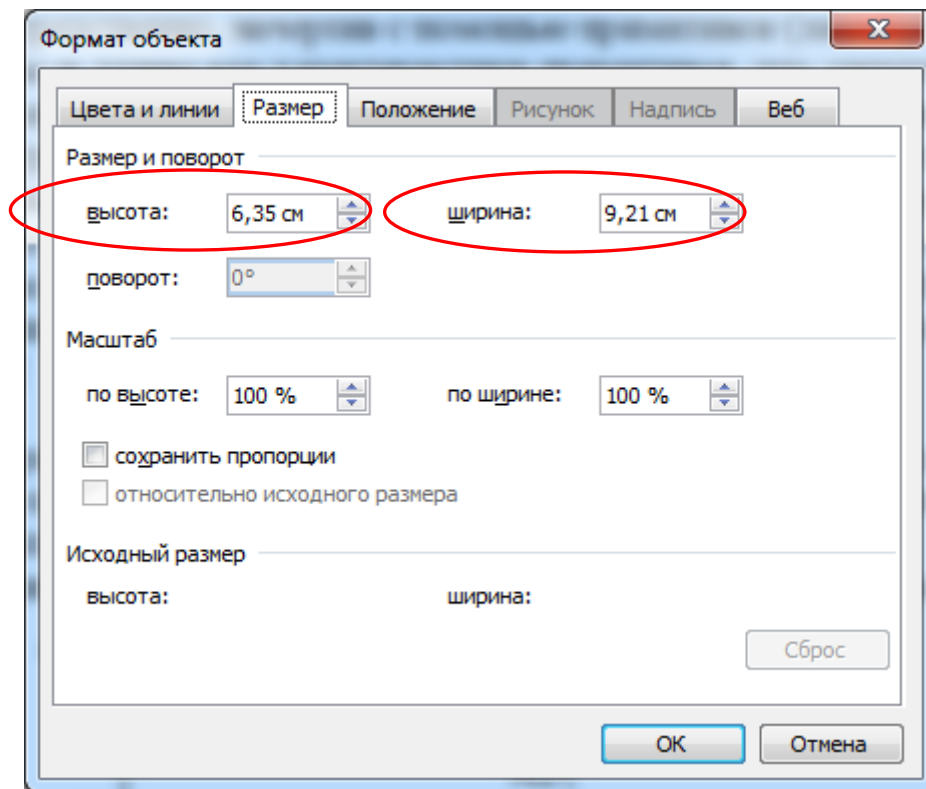 Формат объекта
Цвета и линии Размер Положение Рисунок Надпись Веб
Размер и поворот
высота: 6,35 см ширина: 9,21 см
поворот: 0°
Масштаб
по высоте: 100 % по ширине: 100 %
сохранить пропорции
относительно исходного размера
Исходный размер
высота: ширина:
Сброс
ОК Отмена